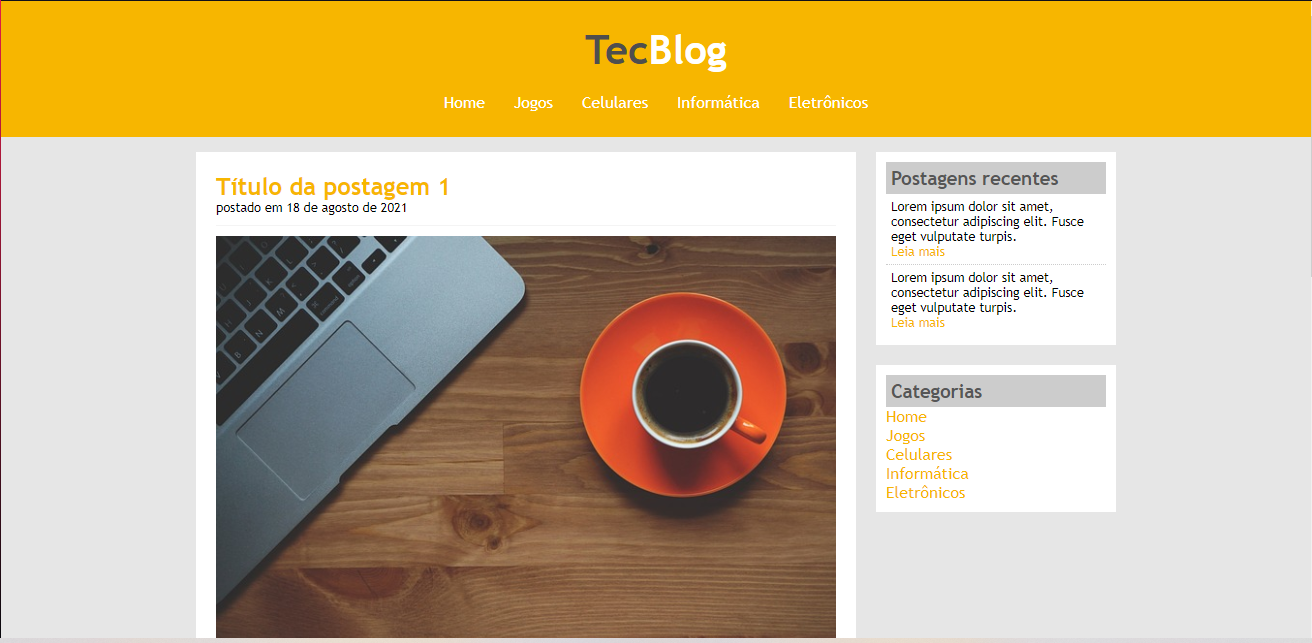 TecBlog
Home Jogos Celulares Informática Eletrônicos
Título da postagem 1
postado em 18 de agosto de 2021
Postagens recentes
Lorem ipsum dolor sit amet,
consectetur adipiscing elit. Fusce
eget vulputate turpis.
Leia mais
Lorem ipsum dolor sit amet,
consectetur adipiscing elit. Fusce
eget vulputate turpis.
Leia mais
Categorias
Home
Jogos
Celulares
Informática
Eletrônicos